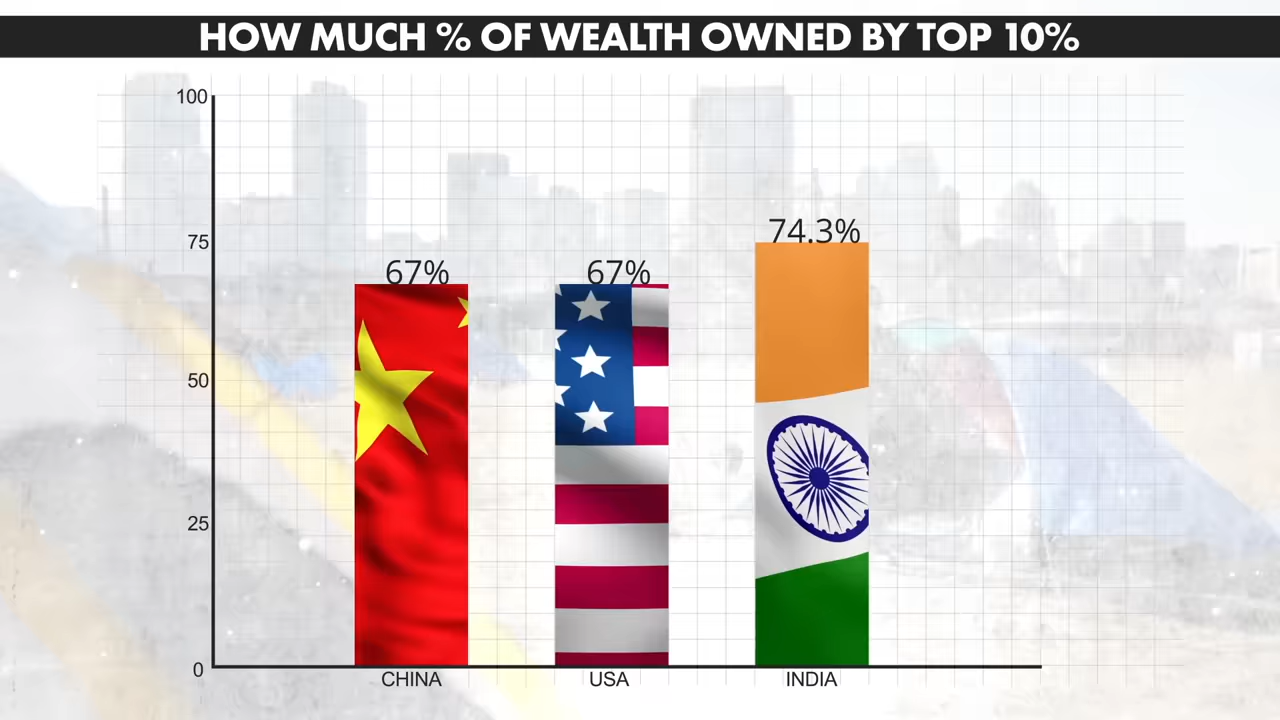 HOW MUCH % OF WEALTH OWNED BY TOP 10%
100
75
50
25
0
67%
67%
74.3%
CHINA
USA
INDIA